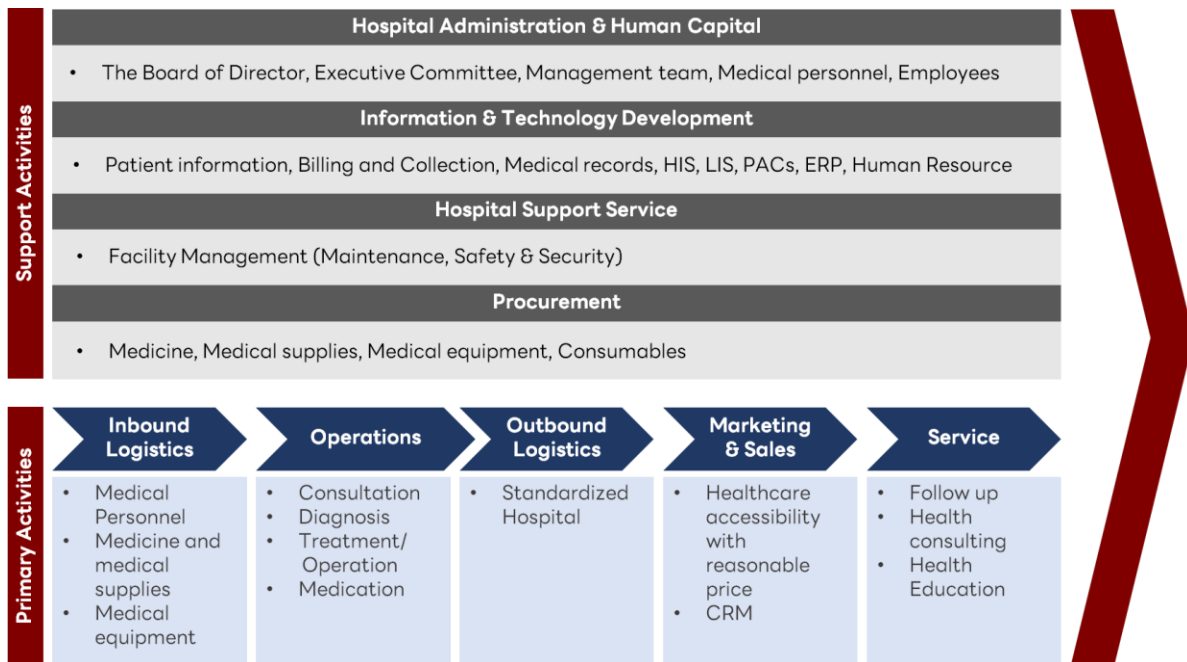 Support Activities
Hospital Administration & Human Capital
• The Board of Director, Executive Committee, Management team, Medical personnel, Employees
Information & Technology Development
• Patient information, Billing and Collection, Medical records, HIS, LIS, PACs, ERP, Human Resource
Hospital Support Service
• Facility Management (Maintenance, Safety & Security)
Procurement
• Medicine, Medical supplies, Medical equipment, Consumables
Primary Activities
Inbound
Logistics
• Medical
Personnel
• Medicine and
medical
supplies
• Medical
equipment
Operations
• Consultation
• Diagnosis
• Treatment/
Operation
• Medication
Outbound
Logistics
• Standardized
Hospital
Marketing
& Sales
• Healthcare
accessibility
with
reasonable
price
• CRM
Service
• Follow up
• Health
consulting
• Health
Education